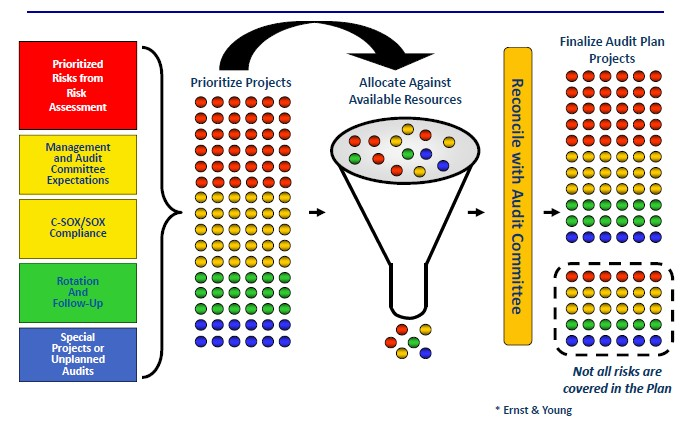 Prioritized
Risks from
Risk
Assessment
Management
and Audit
Committee
Expectations
C-SOX/SOX
Compliance
Rotation
And
Follow-Up
Special
Projects or
Unplanned
Audits
Prioritize Projects
Allocate Against
Available Resources
Reconcile with Audit Committee
Finalize Audit Plan
Projects
Not all risks are
covered in the Plan
* Ernst & Young